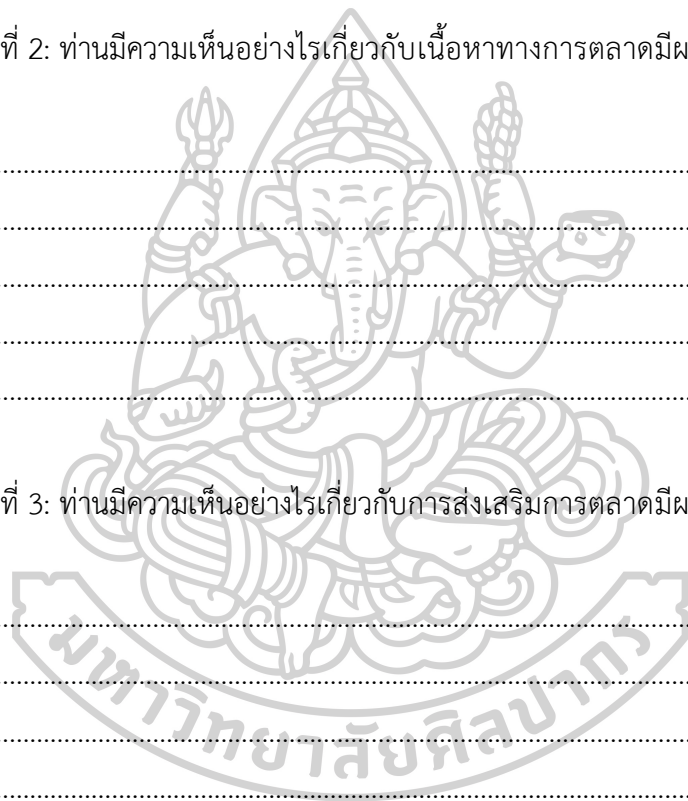 ที่ 2: ท่านมีความเห็นอย่างไรเกี่ยวกับเนื้อหาทางการตลาดมีผ
ที่ 3: ท่านมีความเห็นอย่างไรเกี่ยวกับการส่งเสริมการตลาดมีผ
มหาวิทยาลัยศิลปากร